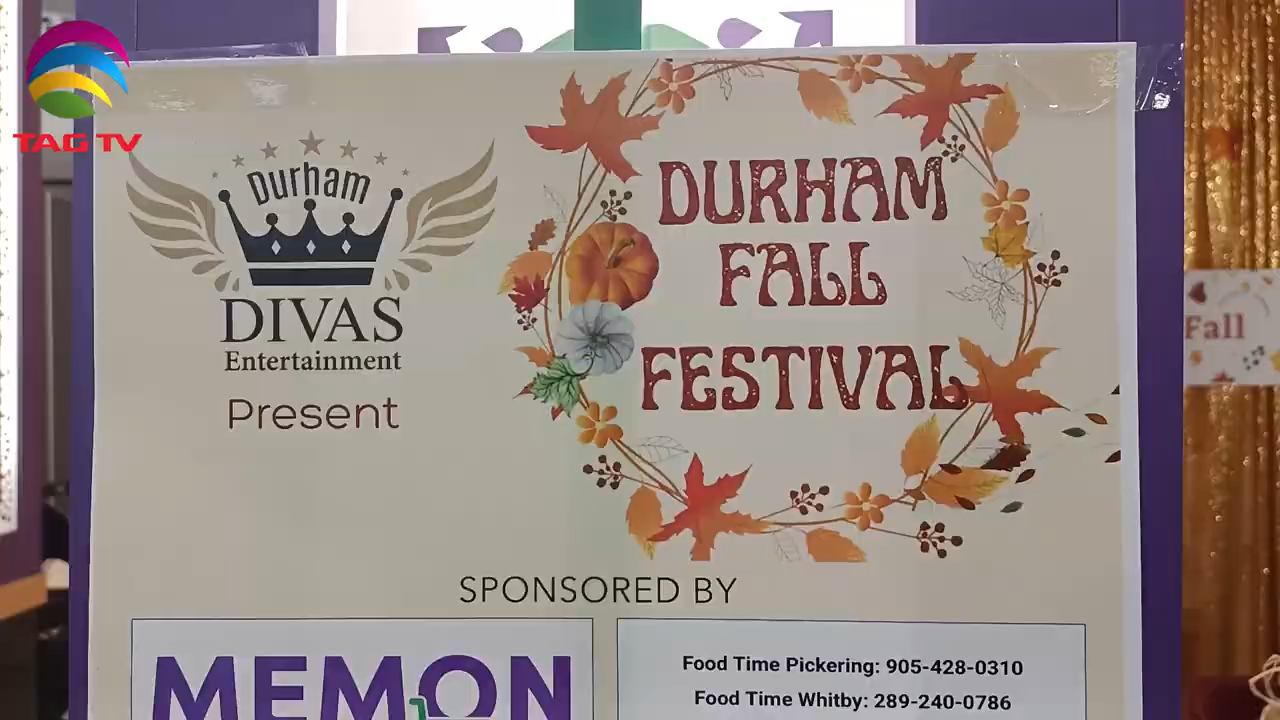 TAG TV
Durham
DIVAS
Entertainment
Present
DURHAM
FALL
FESTIVAL
Fall
SPONSORED BY
MEMON
Food Time Pickering: 905-428-0310
Food Time Whitby: 289-240-0786